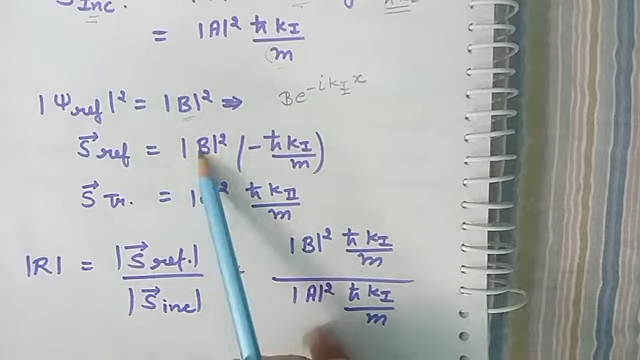 S Inc.
= |A|² ħk_I/m
|Ψref|² = |B|² ⇒ Be^{-ik_I x}
S⃗ref = |B|² (-ħk_I/m)
S⃗Tr. = ħk_II/m
|R| = |S⃗ref.|/|S⃗inc| |B|² ħk_I/m / |A|² ħk_I/m